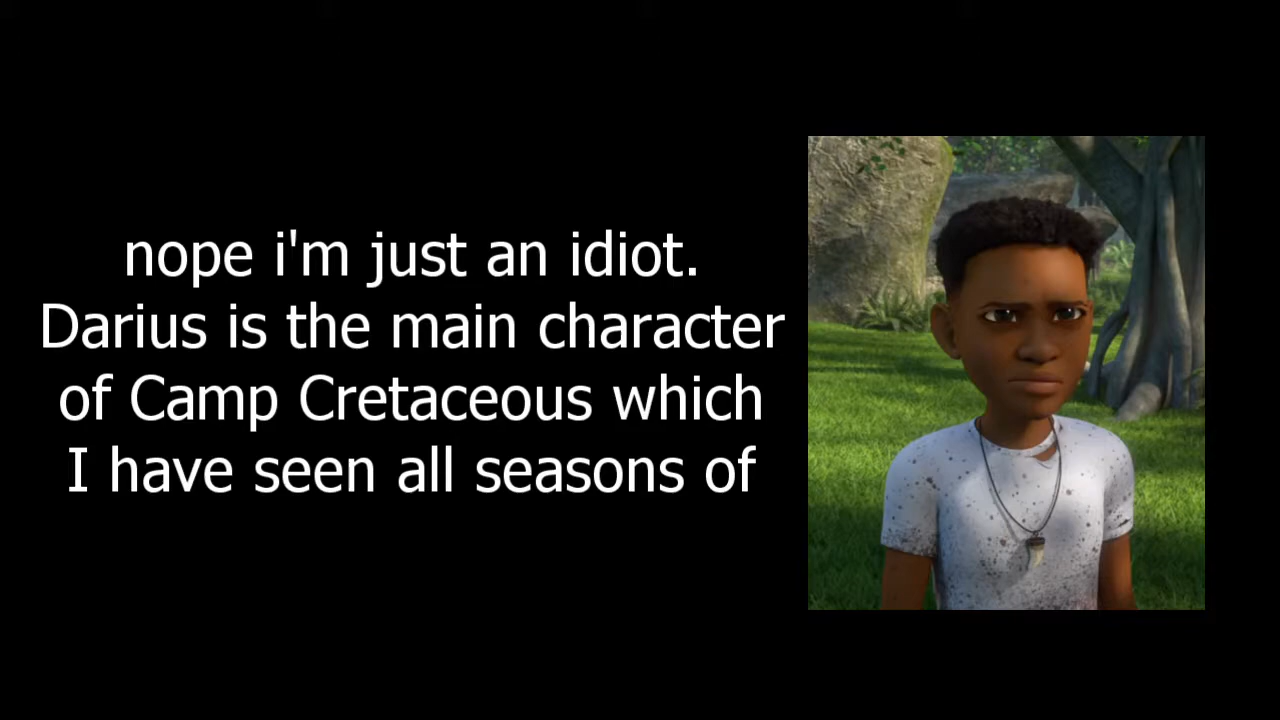 nope i'm just an idiot.
Darius is the main character
of Camp Cretaceous which
I have seen all seasons of